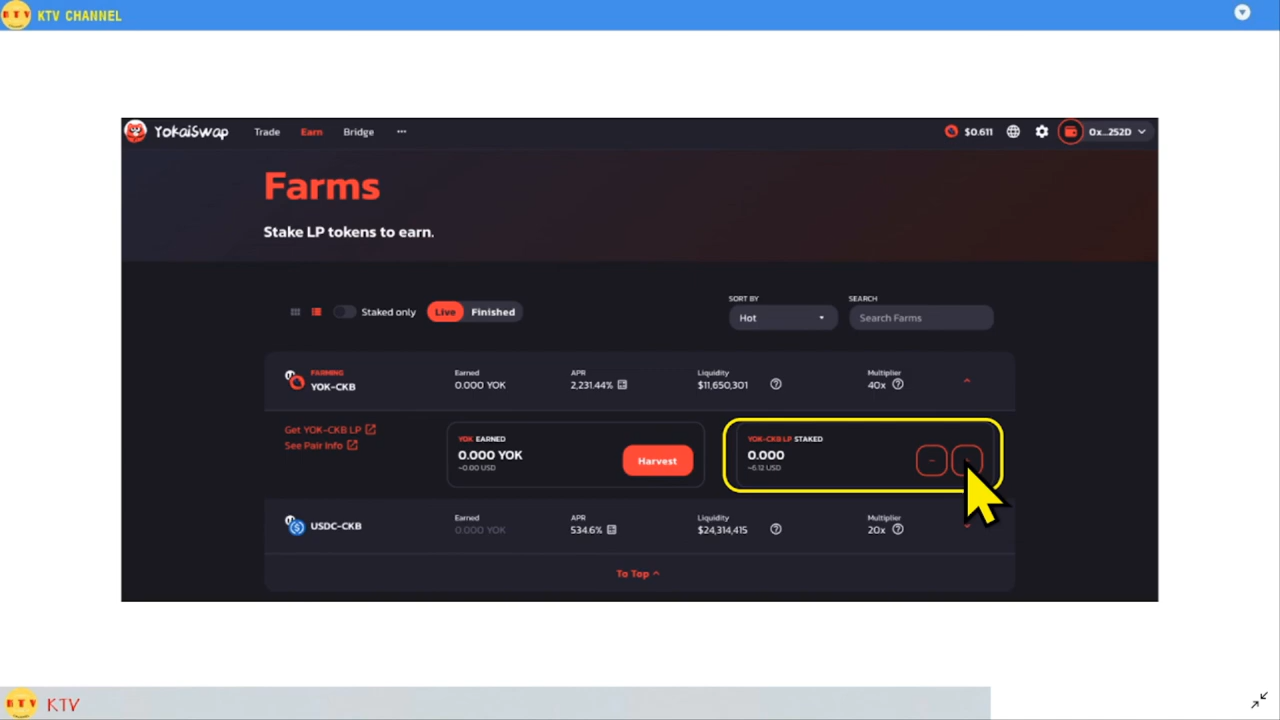 KTV KTV CHANNEL
YokaiSwap Trade Earn Bridge ••• $0.611 0x...252D
Farms
Stake LP tokens to earn.
SORT BY SEARCH
Staked only Live Finished Hot Search Farms
FARMING Earned APR Liquidity Multiplier
YOK-CKB 0.000 YOK 2,231.44% $11,650,301 40x
Get YOK-CKB LP
See Pair Info
YOK EARNED
0.000 YOK
~0.00 USD
Harvest
YOK-CKB LP STAKED
0.000
~6.12 USD
USDC-CKB
Earned APR Liquidity Multiplier
0.000 YOK 534.6% $24,314,415 20x
To Top
KTV KTV